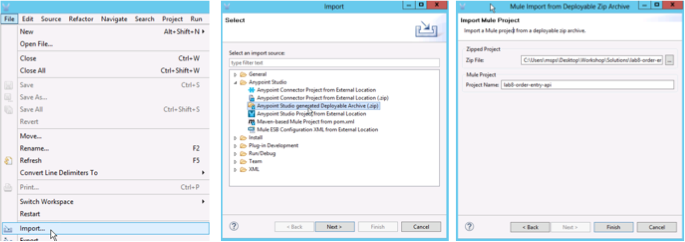 File Edit Source Refactor Navigate Search Project Run
New Alt+Shift+N
Open File...
Close Ctrl+W
Close All Ctrl+Shift+W
Save Ctrl+S
Save As...
Save All Ctrl+Shift+S
Revert
Move...
Rename... F2
Refresh F5
Convert Line Delimiters To
Print... Ctrl+P
Switch Workspace
Restart
Import...
Export...
Import
Select
Select an import source:
type filter text
General
Anypoint Studio
Anypoint Connector Project from External Location
Anypoint Connector Project from External Location (.zip)
Anypoint Studio generated Deployable Archive (.zip)
Anypoint Studio Project from External Location
Maven-based Mule Project from pom.xml
Mule ESB Configuration XML from External Location
Install
Plug-in Development
Run/Debug
Team
XML
< Back Next > Finish Cancel
Mule Import from Deployable Zip Archive
Import Mule Project
Import a Mule project from a deployable zip archive.
Zipped Project
Zip File: C:\Users\mogo\Desktop\Workshop\Solutions\lab6-order-er ...
Mule Project
Project Name: lab6-order-entry-api
< Back Next > Finish Cancel